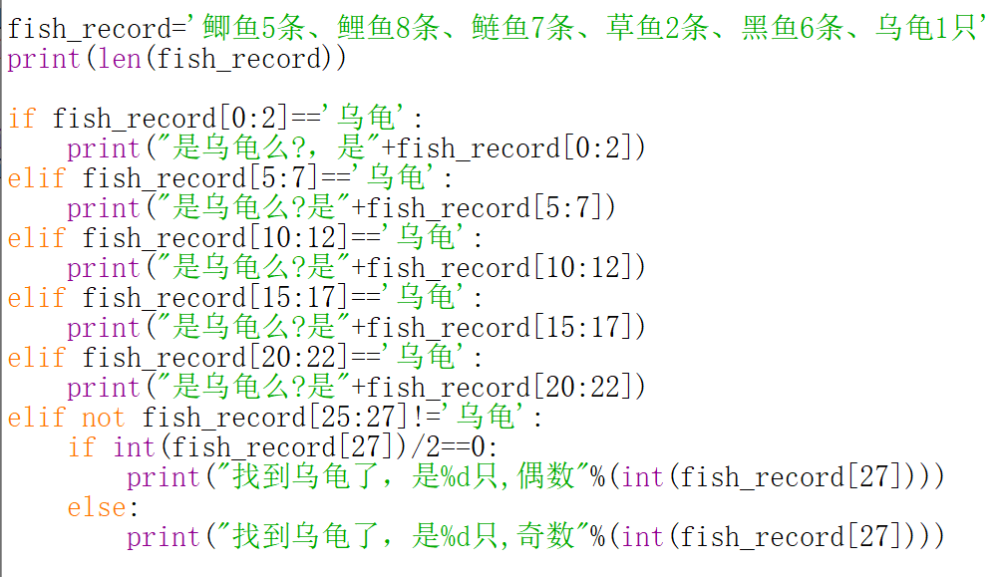 fish_record='鲫鱼5条、鲤鱼8条、鲢鱼7条、草鱼2条、黑鱼6条、乌龟1只'
print(len(fish_record))
if fish_record[0:2]=='乌龟':
    print("是乌龟么?，是"+fish_record[0:2])
elif fish_record[5:7]=='乌龟':
    print("是乌龟么?是"+fish_record[5:7])
elif fish_record[10:12]=='乌龟':
    print("是乌龟么?是"+fish_record[10:12])
elif fish_record[15:17]=='乌龟':
    print("是乌龟么?是"+fish_record[15:17])
elif fish_record[20:22]=='乌龟':
    print("是乌龟么?是"+fish_record[20:22])
elif not fish_record[25:27]!='乌龟':
    if int(fish_record[27])/2==0:
        print("找到乌龟了，是%d只,偶数"%(int(fish_record[27])))
    else:
        print("找到乌龟了，是%d只,奇数"%(int(fish_record[27])))